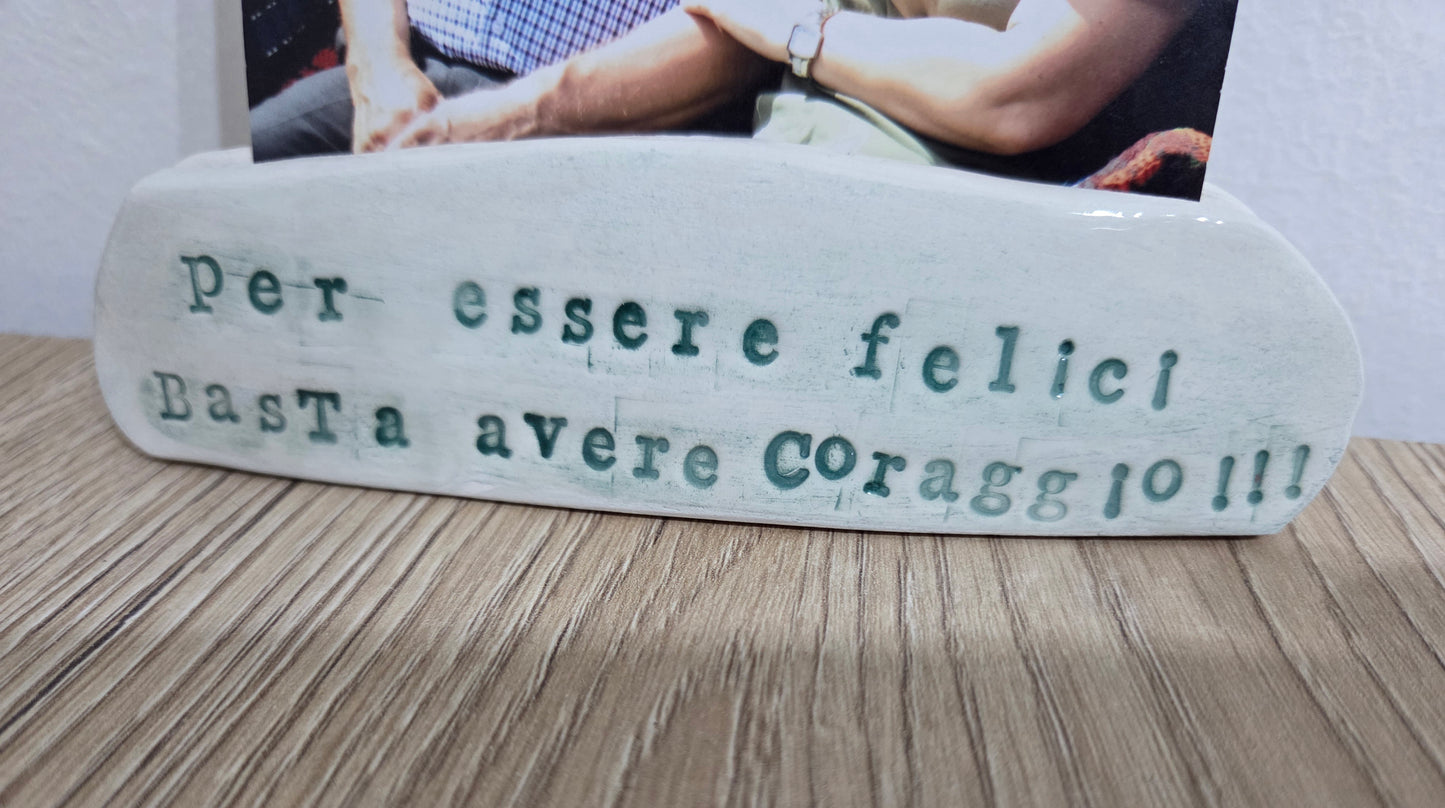 per essere felici
BasTa avere Coraggio!!!